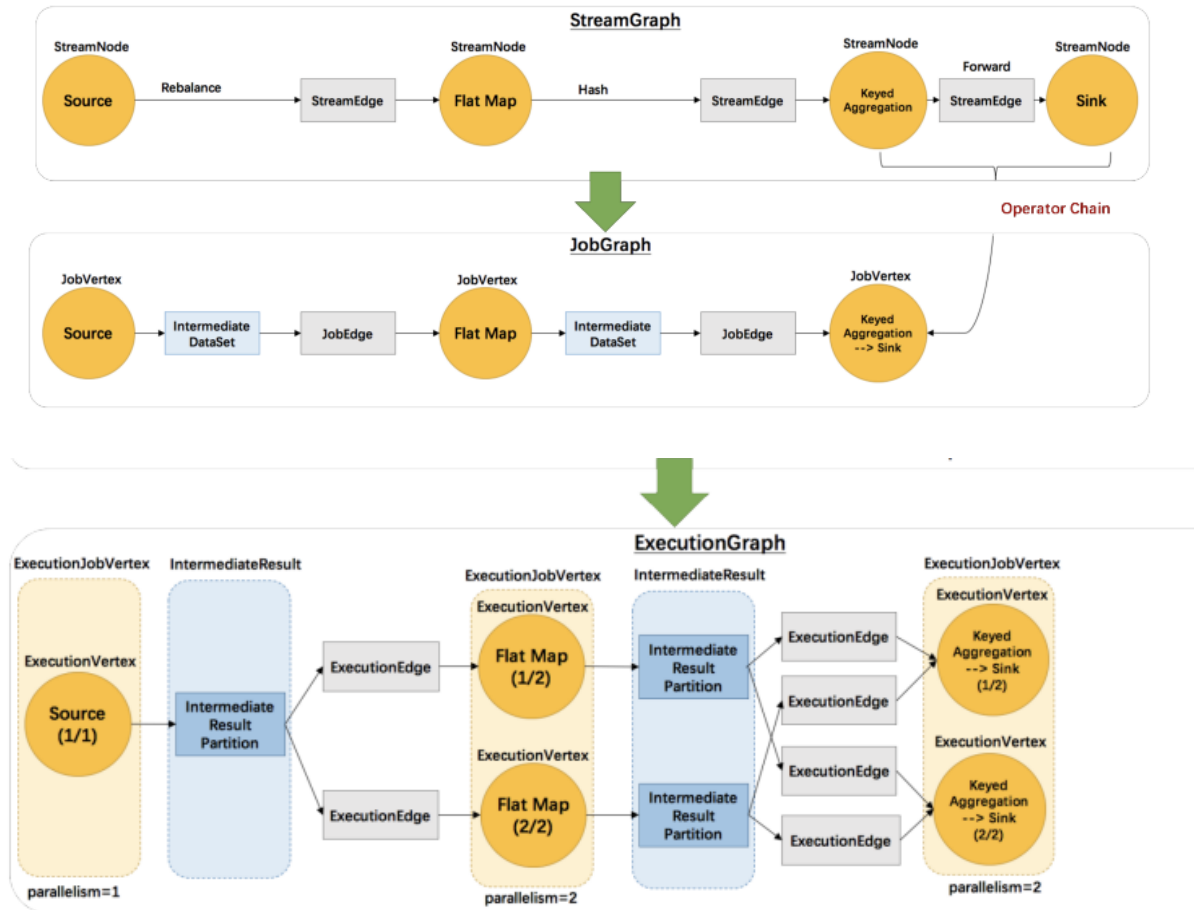 StreamGraph
StreamNode
StreamNode
StreamNode
StreamNode
Source
Rebalance
StreamEdge
Flat Map
Hash
StreamEdge
Keyed
Aggregation
Forward
StreamEdge
Sink
Operator Chain
JobGraph
JobVertex
JobVertex
JobVertex
Source
Intermediate
DataSet
JobEdge
Flat Map
Intermediate
DataSet
JobEdge
Keyed
Aggregation
--> Sink
ExecutionGraph
ExecutionJobVertex
IntermediateResult
ExecutionJobVertex
IntermediateResult
ExecutionJobVertex
ExecutionVertex
Source
(1/1)
parallelism=1
Intermediate
Result
Partition
ExecutionEdge
ExecutionEdge
ExecutionVertex
Flat Map
(1/2)
ExecutionVertex
Flat Map
(2/2)
parallelism=2
Intermediate
Result
Partition
Intermediate
Result
Partition
ExecutionEdge
ExecutionEdge
ExecutionEdge
ExecutionEdge
ExecutionVertex
Keyed
Aggregation
--> Sink
(1/2)
ExecutionVertex
Keyed
Aggregation
--> Sink
(2/2)
parallelism=2